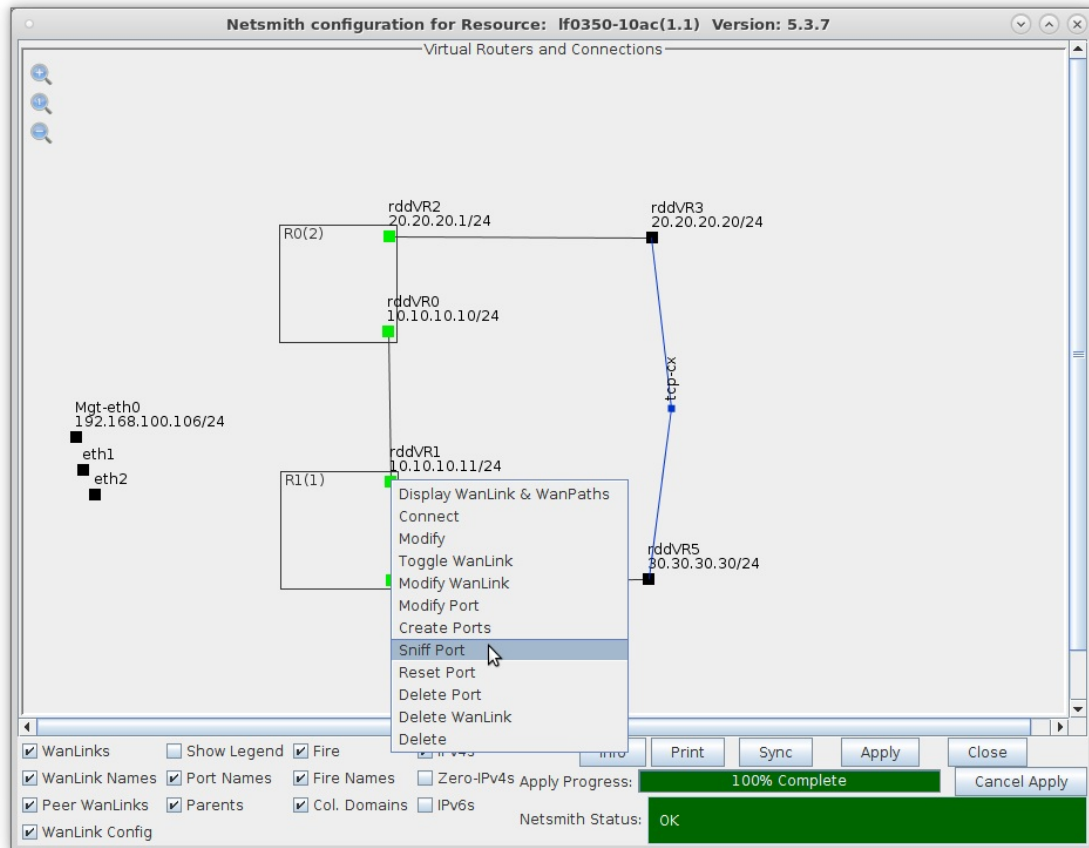 Netsmith configuration for Resource: lf0350-10ac(1.1) Version: 5.3.7
Virtual Routers and Connections
rddVR2
20.20.20.1/24
rddVR3
20.20.20.20/24
R0(2)
rddVR0
10.10.10.10/24
tcp-cx
Mgt-eth0
192.168.100.106/24
eth1
eth2
rddVR1
10.10.10.11/24
R1(1)
Display WanLink & WanPaths
Connect
Modify
Toggle WanLink
Modify WanLink
Modify Port
Create Ports
Sniff Port
Reset Port
Delete Port
Delete WanLink
Delete
rddVR5
30.30.30.30/24
WanLinks
Show Legend
Fire
IPv4s
Info
Print
Sync
Apply
Close
WanLink Names
Port Names
Fire Names
Zero-IPv4s
Apply Progress:
100% Complete
Cancel Apply
Peer WanLinks
Parents
Col. Domains
IPv6s
Netsmith Status:
OK
WanLink Config